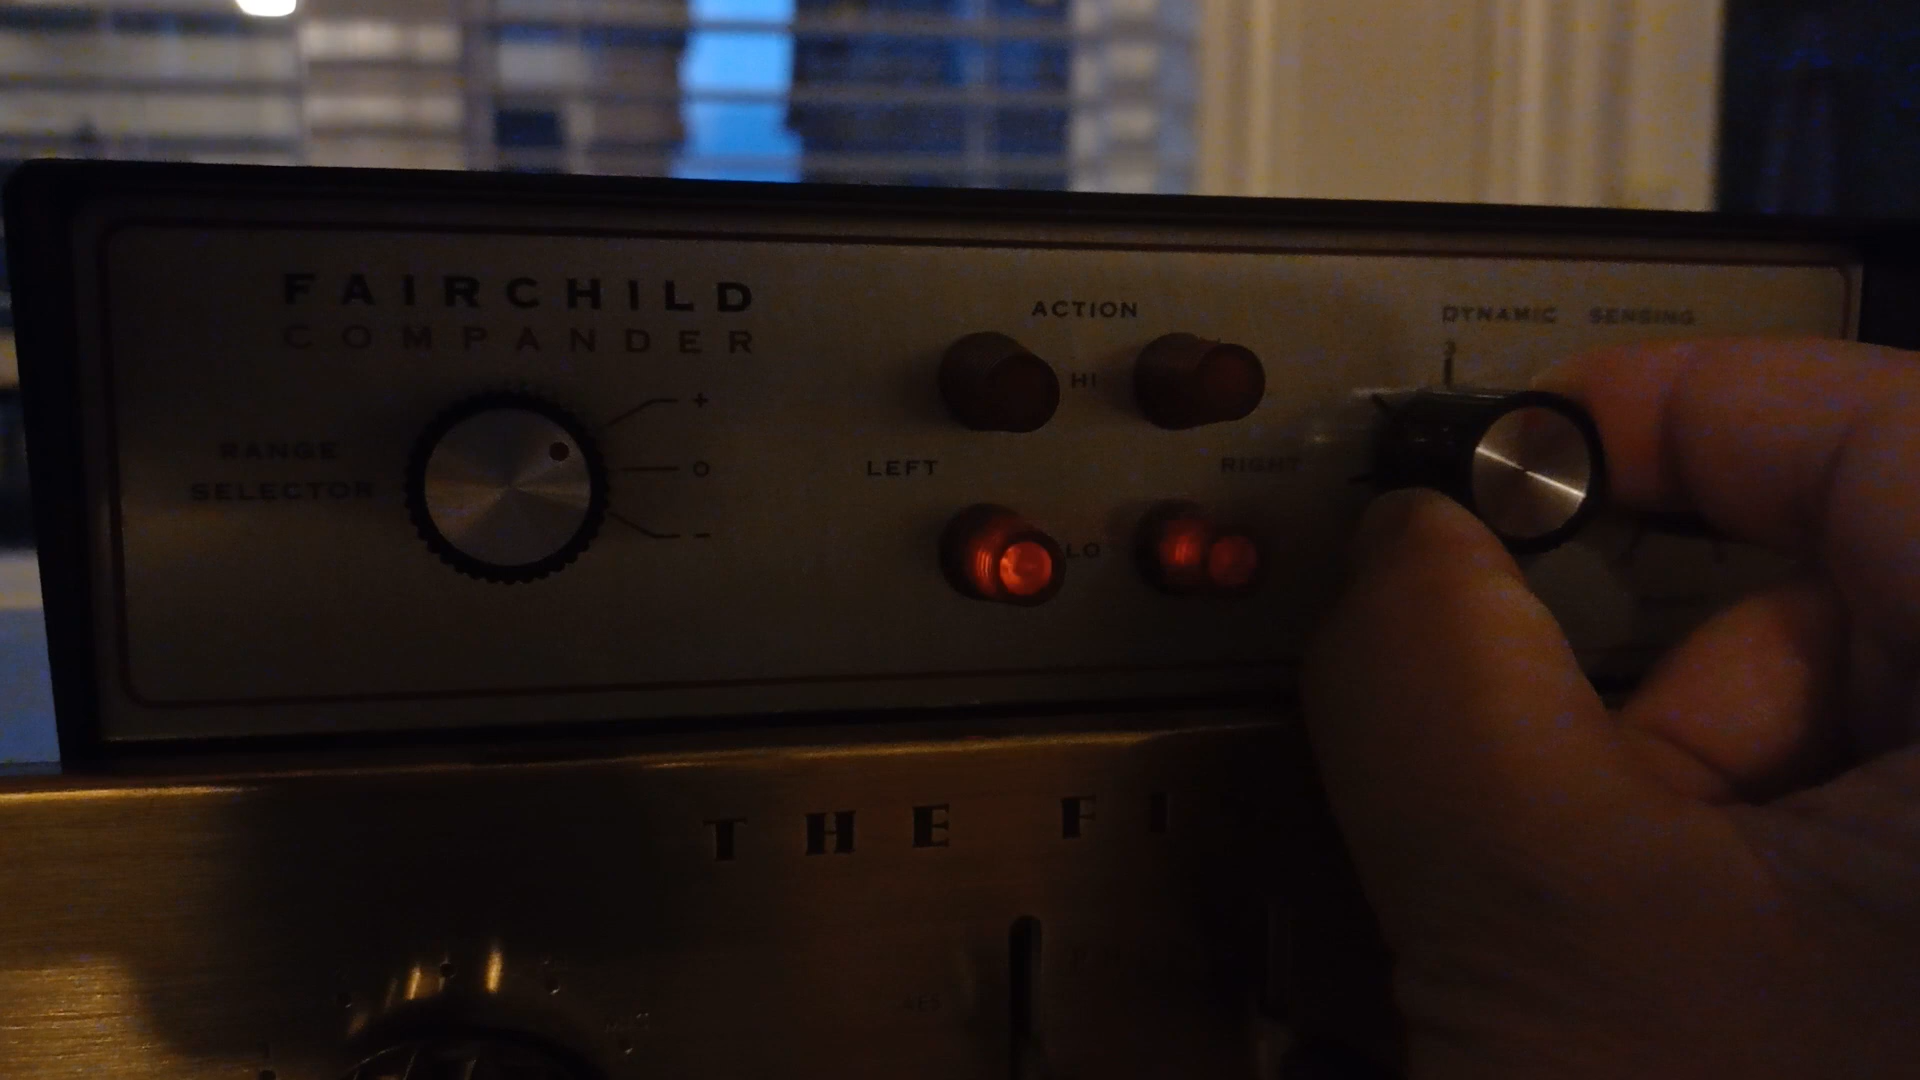 FAIRCHILD
COMPANDER
RANGE
SELECTOR
+
O
-
ACTION
HI
LEFT
RIGHT
LO
DYNAMIC SENSING
THE FI